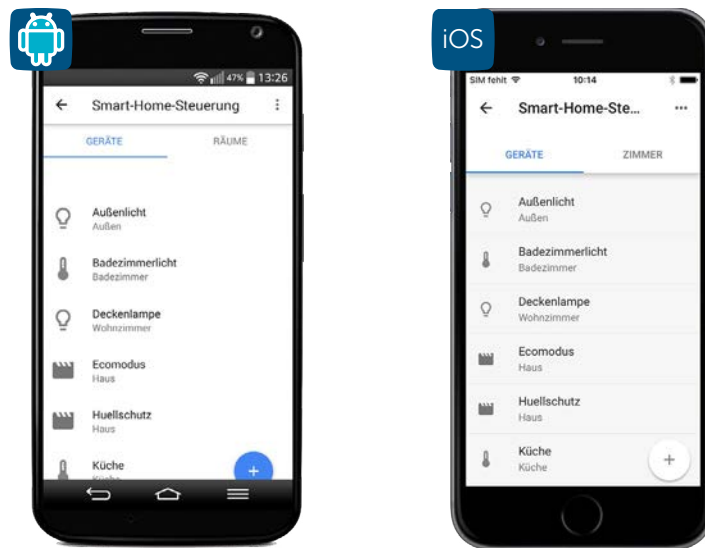 47% 13:26
Smart-Home-Steuerung
GERÄTE RÄUME
Außenlicht
Außen
Badezimmerlicht
Badezimmer
Deckenlampe
Wohnzimmer
Ecomodus
Haus
Huellschutz
Haus
Küche
Küche
+
iOS
SIM fehlt 10:14
Smart-Home-Ste...
GERÄTE ZIMMER
Außenlicht
Außen
Badezimmerlicht
Badezimmer
Deckenlampe
Wohnzimmer
Ecomodus
Haus
Huellschutz
Haus
Küche
Küche
+